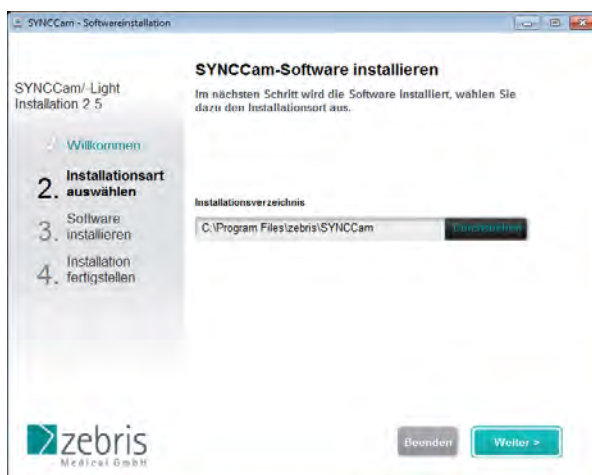 SYNCCam - Softwareinstallation
SYNCCam-Software installieren
Im nächsten Schritt wird die Software installiert, wählen Sie
dazu den Installationsort aus.
SYNCCam/-Light
Installation 2.5
Willkommen
2. Installationsart
auswählen
3. Software
installieren
4. Installation
fertigstellen
Installationsverzeichnis
C:\Program Files\zebris\SYNCCam
Durchsuchen
zebris
Medical GmbH
Beenden
Weiter >